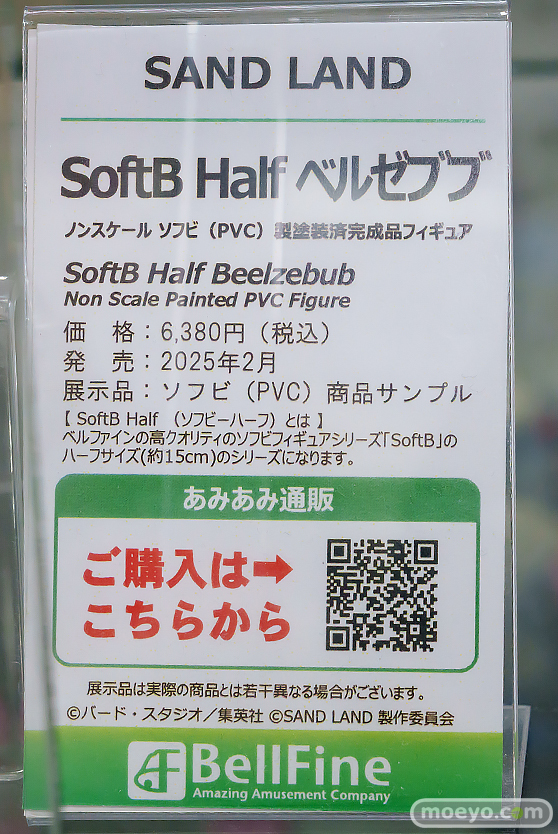 SAND LAND
SoftB Half ベルゼブブ
ノンスケール ソフビ（PVC）製塗装済完成品フィギュア
SoftB Half Beelzebub
Non Scale Painted PVC Figure
価　格：6,380円（税込）
発　売：2025年2月
展示品：ソフビ（PVC）商品サンプル
【 SoftB Half （ソフビーハーフ）とは 】
ベルファインの高クオリティのソフビフィギュアシリーズ「SoftB」の
ハーフサイズ(約15cm)のシリーズになります。
あみあみ通販
ご購入は➡
こちらから
展示品は実際の商品とは若干異なる場合がございます。
©バード・スタジオ／集英社 ©SAND LAND 製作委員会
BellFine
Amazing Amusement Company
moeyo.com